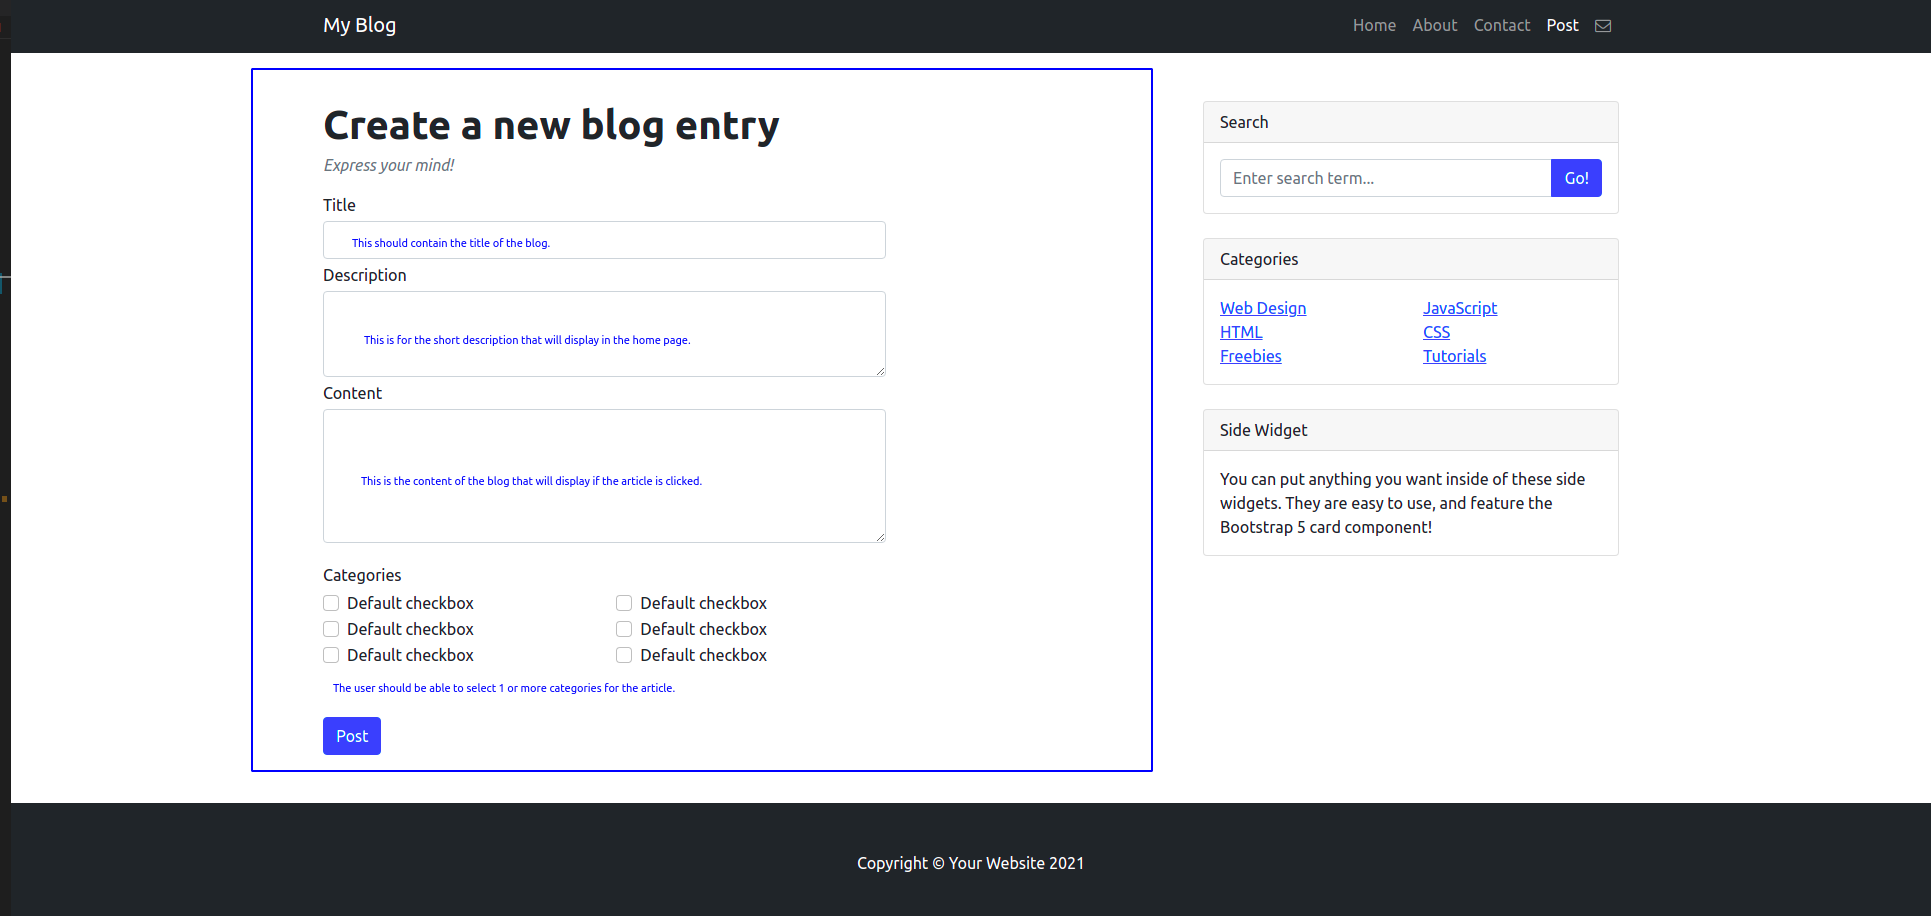 My Blog
Home About Contact Post
Create a new blog entry
Express your mind!
Title
This should contain the title of the blog.
Description
This is for the short description that will display in the home page.
Content
This is the content of the blog that will display if the article is clicked.
Categories
Default checkbox Default checkbox
Default checkbox Default checkbox
Default checkbox Default checkbox
The user should be able to select 1 or more categories for the article.
Post
Search
Enter search term...
Go!
Categories
Web Design JavaScript
HTML CSS
Freebies Tutorials
Side Widget
You can put anything you want inside of these side
widgets. They are easy to use, and feature the
Bootstrap 5 card component!
Copyright © Your Website 2021